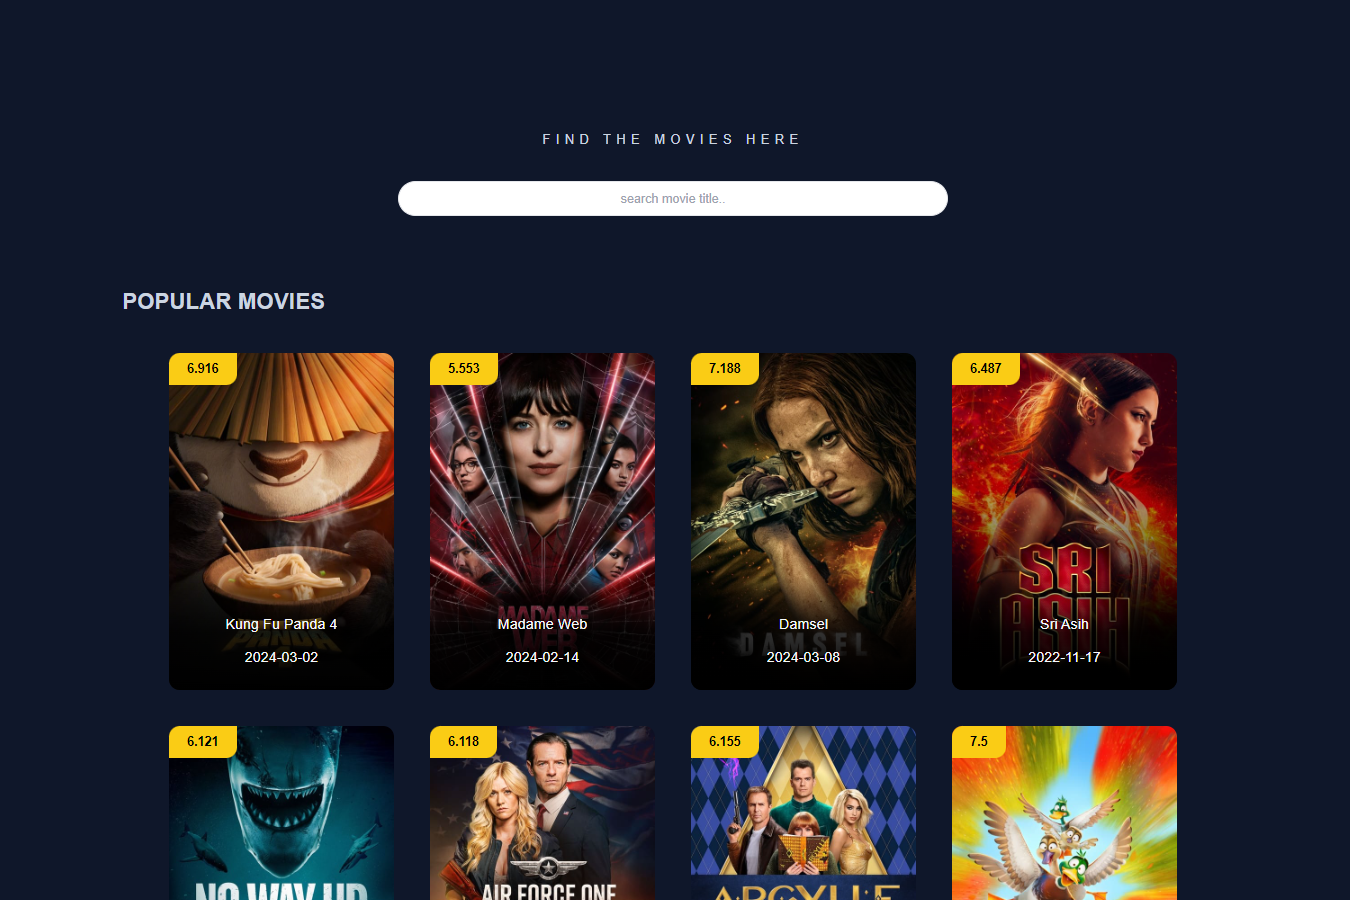 FIND THE MOVIES HERE
search movie title..
POPULAR MOVIES
6.916
5.553
7.188
6.487
MADAME
WEB
DAMSEL
SRI
ASIH
PANDA
Kung Fu Panda 4
Madame Web
Damsel
Sri Asih
2024-03-02
2024-02-14
2024-03-08
2022-11-17
6.121
6.118
6.155
7.5
NO WAY UP
AIR FORCE ONE
ARGYLLE